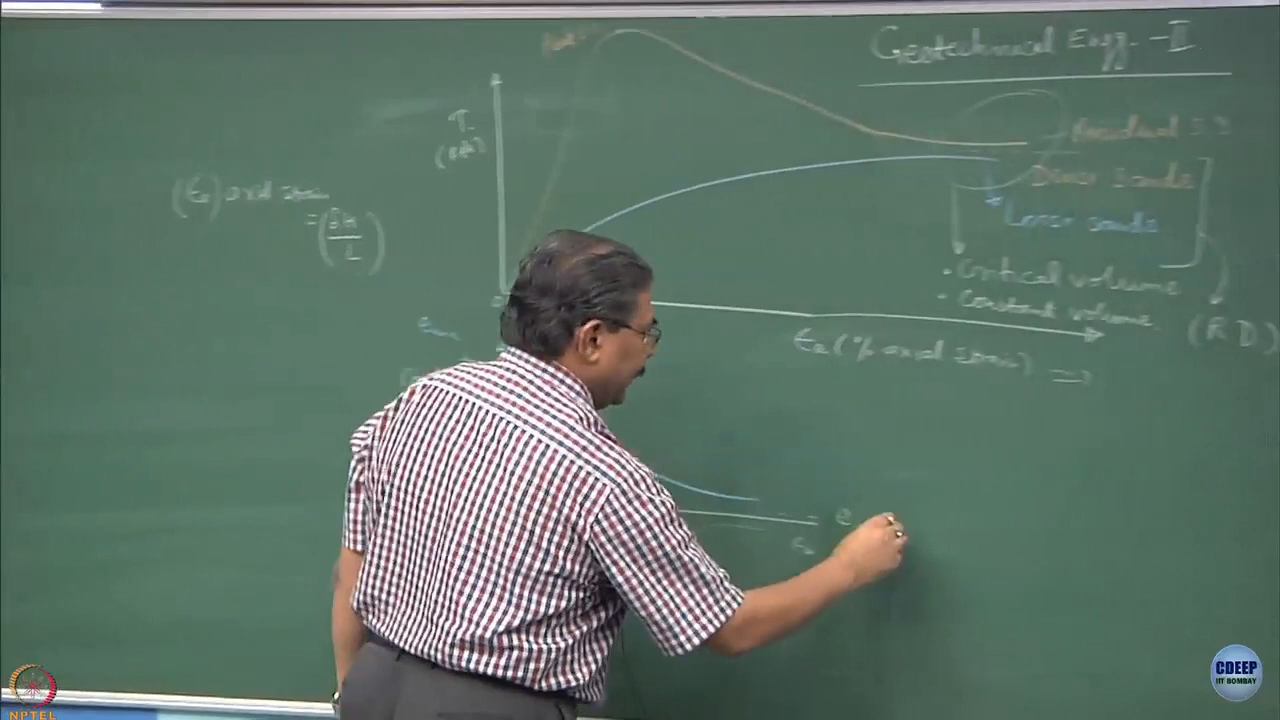 Geotechnical Engg. - II
τ
Residual S.S
(εa) axial strain
= (δH/L)
Dense sands
Loose sands
• critical volume
• constant volume
(R.D.)
εa (% axial strain) ⇒
e
εa
CDEEP
IIT BOMBAY
NPTEL